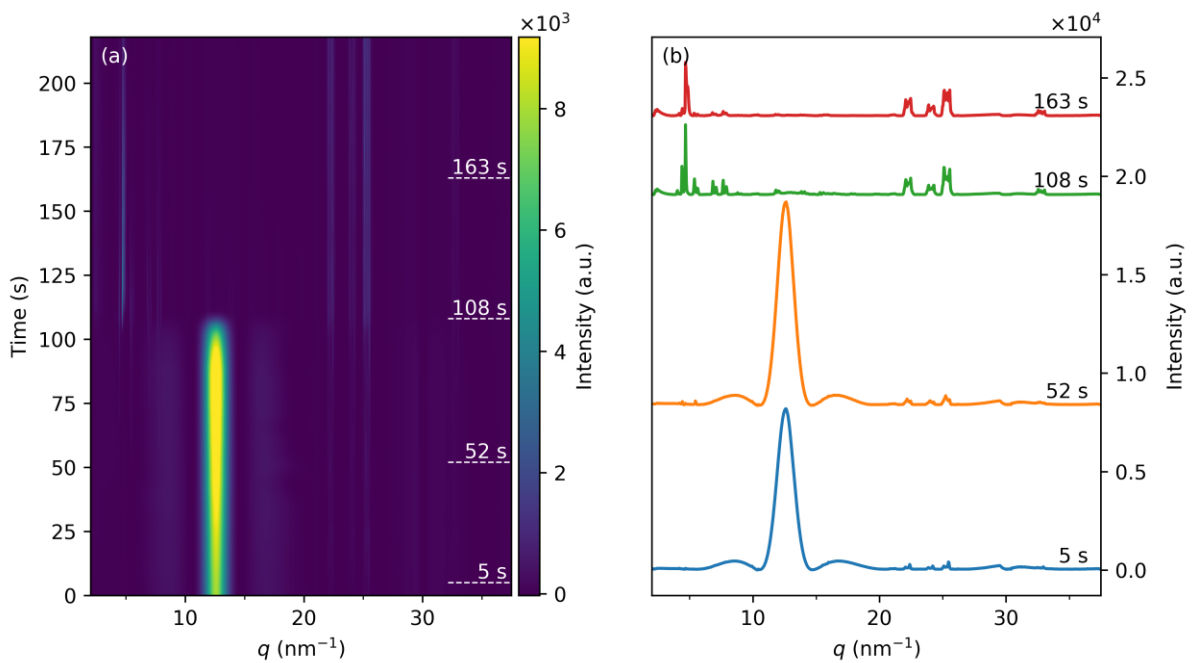 ×10³
(a)
200
175
150
125
100
75
50
25
0
Time (s)
163 s
108 s
52 s
5 s
10
20
30
q (nm⁻¹)
8
6
4
2
0
Intensity (a.u.)
×10⁴
(b)
163 s
108 s
52 s
5 s
2.5
2.0
1.5
1.0
0.5
0.0
Intensity (a.u.)
10
20
30
q (nm⁻¹)